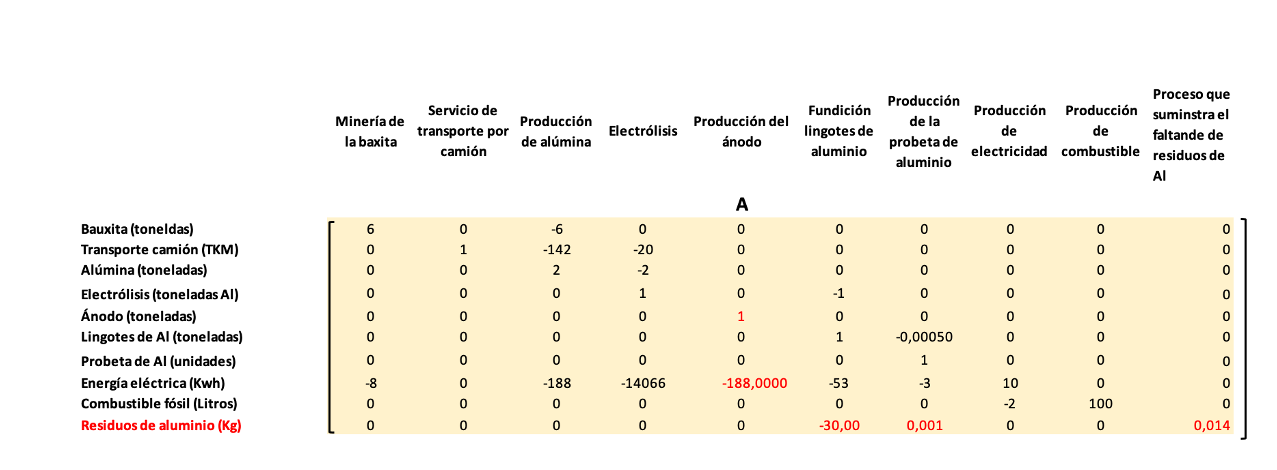 Minería de la baxita
Servicio de transporte por camión
Producción de alúmina
Electrólisis
Producción del ánodo
Fundición lingotes de aluminio
Producción de la probeta de aluminio
Producción de electricidad
Producción de combustible
Proceso que suminstra el faltande de residuos de Al
A
Bauxita (toneldas) 6 0 -6 0 0 0 0 0 0 0
Transporte camión (TKM) 0 1 -142 -20 0 0 0 0 0 0
Alúmina (toneladas) 0 0 2 -2 0 0 0 0 0 0
Electrólisis (toneladas Al) 0 0 0 1 0 -1 0 0 0 0
Ánodo (toneladas) 0 0 0 0 1 0 0 0 0 0
Lingotes de Al (toneladas) 0 0 0 0 0 1 -0,00050 0 0 0
Probeta de Al (unidades) 0 0 0 0 0 0 1 0 0 0
Energía eléctrica (Kwh) -8 0 -188 -14066 -188,0000 -53 -3 10 0 0
Combustible fósil (Litros) 0 0 0 0 0 0 0 -2 100 0
Residuos de aluminio (Kg) 0 0 0 0 0 -30,00 0,001 0 0 0,014